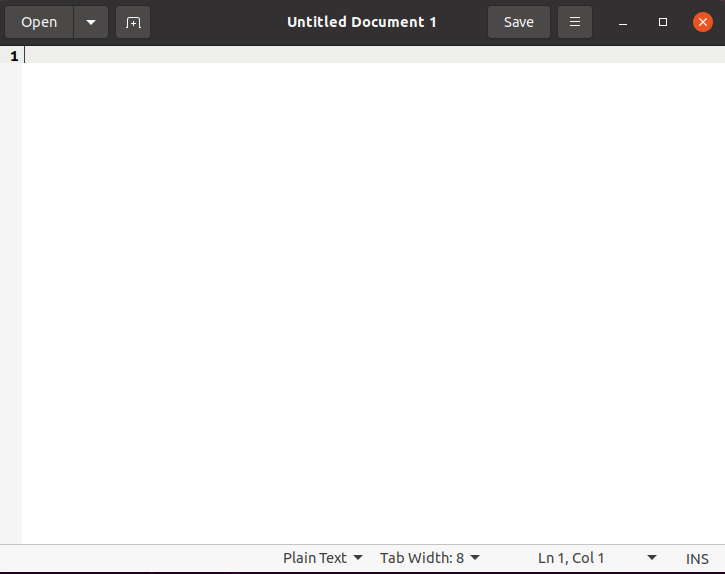 Open Untitled Document 1 Save
1
Plain Text Tab Width: 8 Ln 1, Col 1 INS